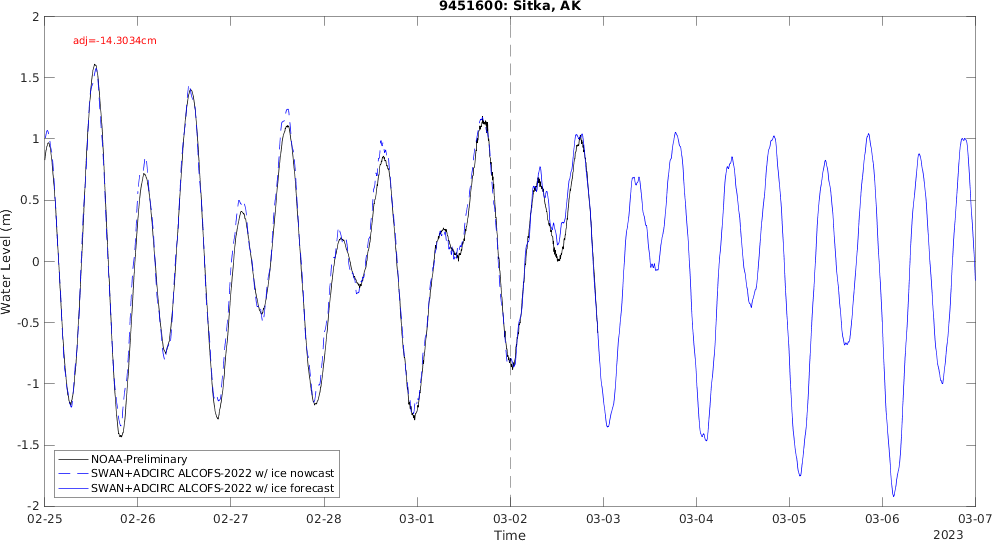 9451600: Sitka, AK
adj=-14.3034cm
Water Level (m)
2
1.5
1
0.5
0
-0.5
-1
-1.5
-2
NOAA-Preliminary
SWAN+ADCIRC ALCOFS-2022 w/ ice nowcast
SWAN+ADCIRC ALCOFS-2022 w/ ice forecast
02-25 02-26 02-27 02-28 03-01 03-02 03-03 03-04 03-05 03-06 03-07
Time
2023